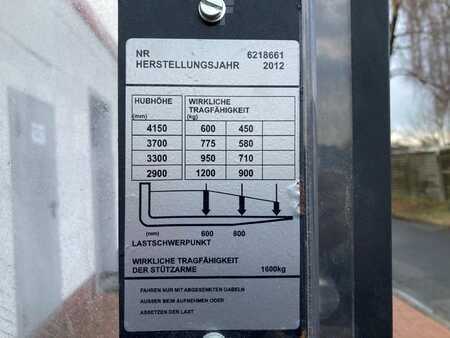 NR 6218661
HERSTELLUNGSJAHR 2012
HUBHÖHE WIRKLICHE TRAGFÄHIGKEIT
(mm) (kg)
4150 600 450
3700 775 580
3300 950 710
2900 1200 900
(mm) 600 800
LASTSCHWERPUNKT
WIRKLICHE TRAGFÄHIGKEIT
DER STÜTZARME 1600kg
FAHREN NUR MIT ABGESENKTEN GABELN
AUSSER BEIM AUFNEHMEN ODER
ASSETZEN DER LAST